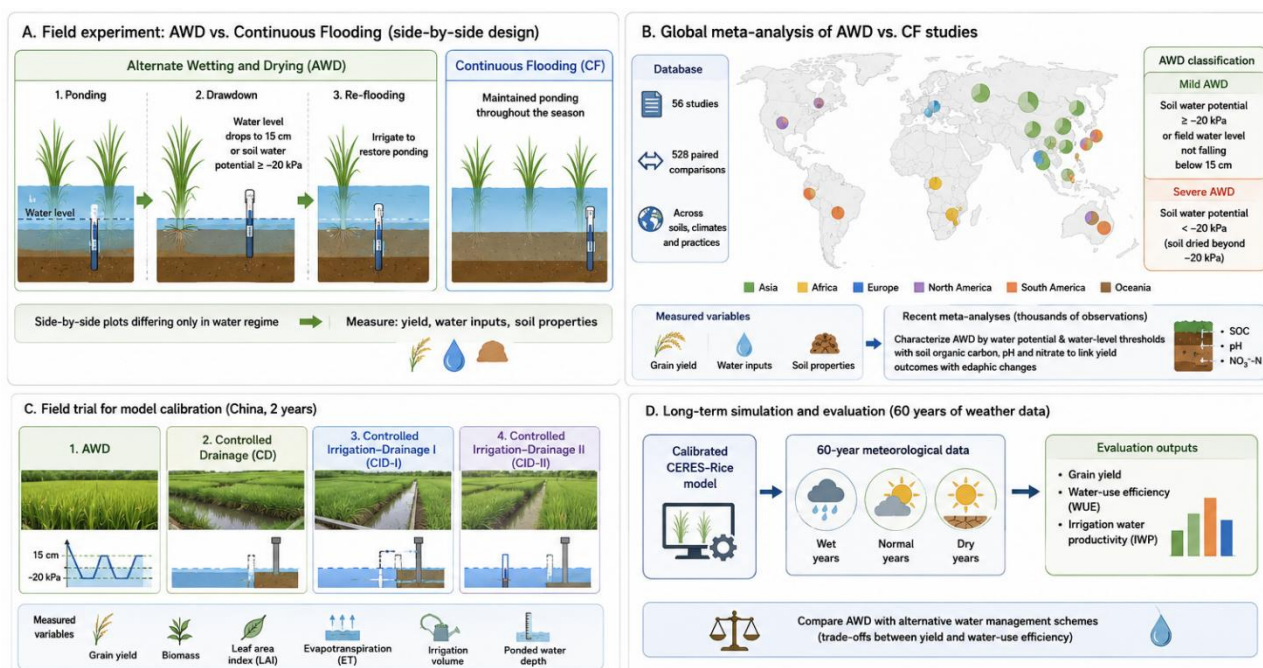 A. Field experiment: AWD vs. Continuous Flooding (side-by-side design)
Alternate Wetting and Drying (AWD)
1. Ponding
2. Drawdown
3. Re-flooding
Water level
drops to 15 cm
or soil water
potential ≥ −20 kPa
Irrigate to
restore ponding
Water level
Continuous Flooding (CF)
Maintained ponding
throughout the season
Side-by-side plots differing only in water regime
Measure: yield, water inputs, soil properties
B. Global meta-analysis of AWD vs. CF studies
Database
56 studies
528 paired
comparisons
Across
soils, climates
and practices
AWD classification
Mild AWD
Soil water potential
≥ −20 kPa
or field water level
not falling
below 15 cm
Severe AWD
Soil water potential
< −20 kPa
(soil dried beyond
−20 kPa)
Asia
Africa
Europe
North America
South America
Oceania
Measured variables
Grain yield
Water inputs
Soil properties
Recent meta-analyses (thousands of observations)
Characterize AWD by water potential & water-level thresholds
with soil organic carbon, pH and nitrate to link yield
outcomes with edaphic changes
• SOC
• pH
• NO₃⁻-N
C. Field trial for model calibration (China, 2 years)
1. AWD
2. Controlled
Drainage (CD)
3. Controlled
Irrigation–Drainage I
(CID-I)
4. Controlled
Irrigation–Drainage II
(CID-II)
15 cm
-20 kPa
Measured
variables
Grain yield
Biomass
Leaf area
index (LAI)
Evapotranspiration
(ET)
Irrigation
volume
Ponded water
depth
D. Long-term simulation and evaluation (60 years of weather data)
Calibrated
CERES-Rice
model
60-year meteorological data
Wet
years
Normal
years
Dry
years
Evaluation outputs
• Grain yield
• Water-use efficiency
(WUE)
• Irrigation water
productivity (IWP)
Compare AWD with alternative water management schemes
(trade-offs between yield and water-use efficiency)